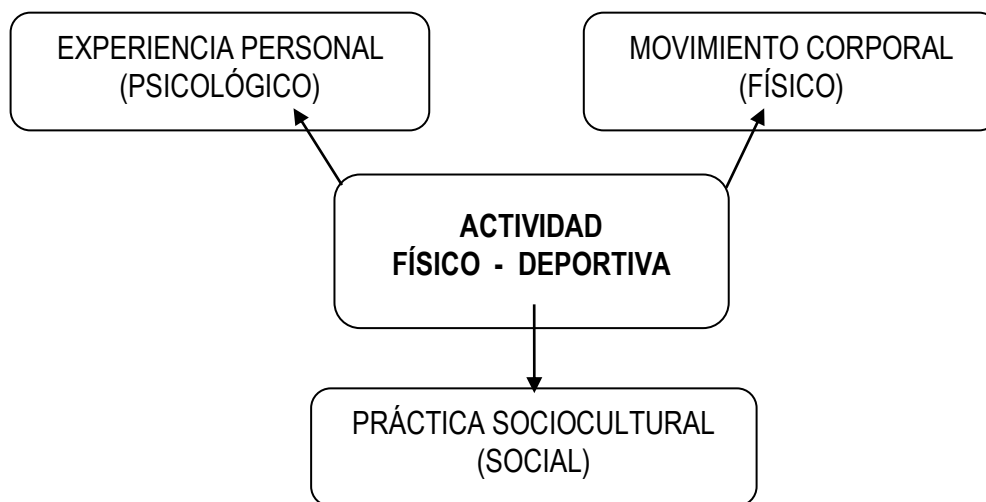 EXPERIENCIA PERSONAL
(PSICOLÓGICO)
MOVIMIENTO CORPORAL
(FÍSICO)
ACTIVIDAD
FÍSICO - DEPORTIVA
PRÁCTICA SOCIOCULTURAL
(SOCIAL)